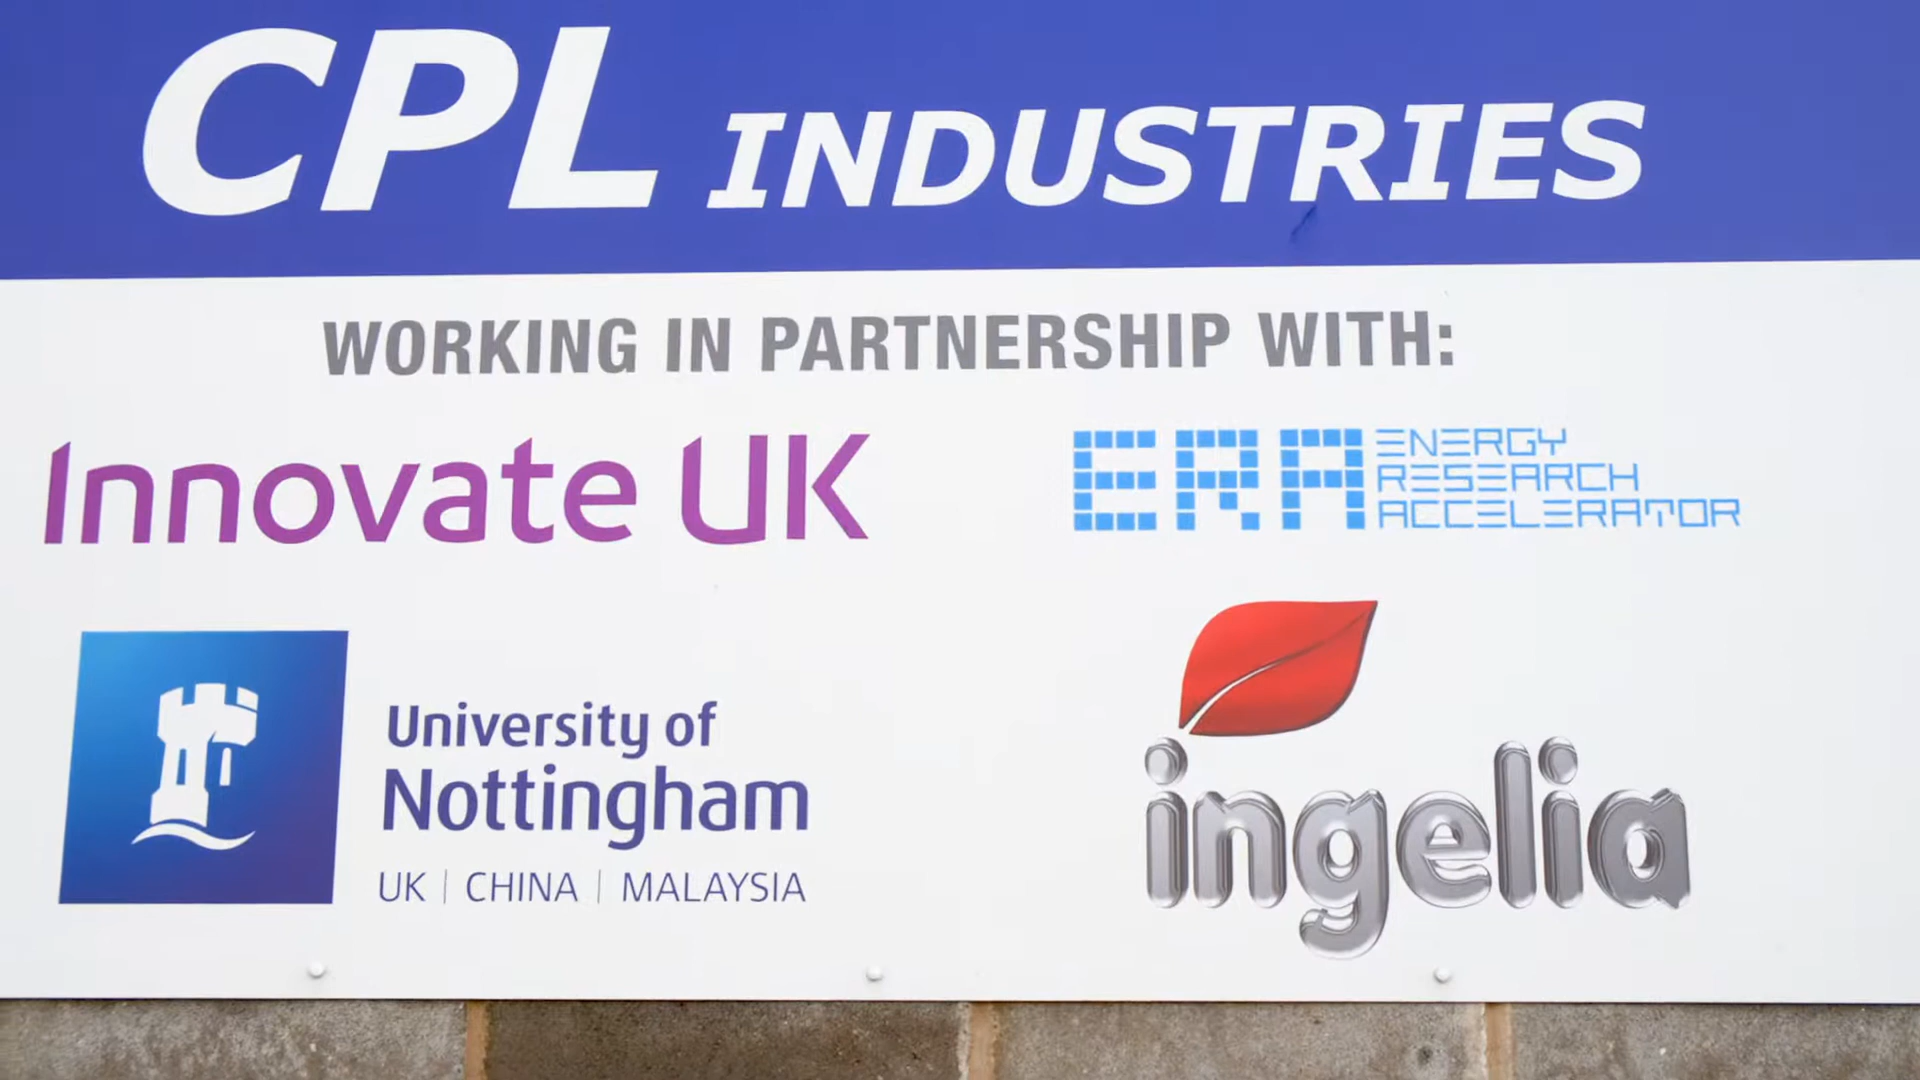 CPL INDUSTRIES
WORKING IN PARTNERSHIP WITH:
Innovate UK
ERA
ENERGY
RESEARCH
ACCELERATOR
University of
Nottingham
UK | CHINA | MALAYSIA
ingelia